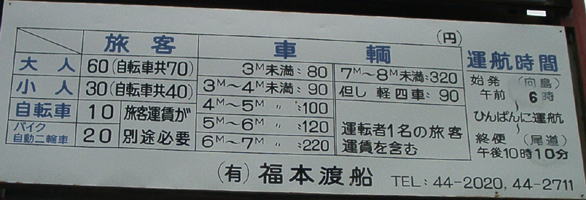 (円)
旅客 車輌 運航時間
大人 60(自転車共70) 3M未満:80 7M〜8M未満:320 始発(向島)
小人 30(自転車共40) 3M〜4M〃:90 但し軽四車:90 午前6時
自転車 10 旅客運賃が 4M〜5M〃:100 ひんぱんに運航
バイク
自動二輪車 20 別途必要 5M〜6M〃:120 運転者1名の旅客 終便(尾道)
6M〜7M〃:220 運賃を含む 午後10時10分
(有)福本渡船 TEL:44-2020,44-2711